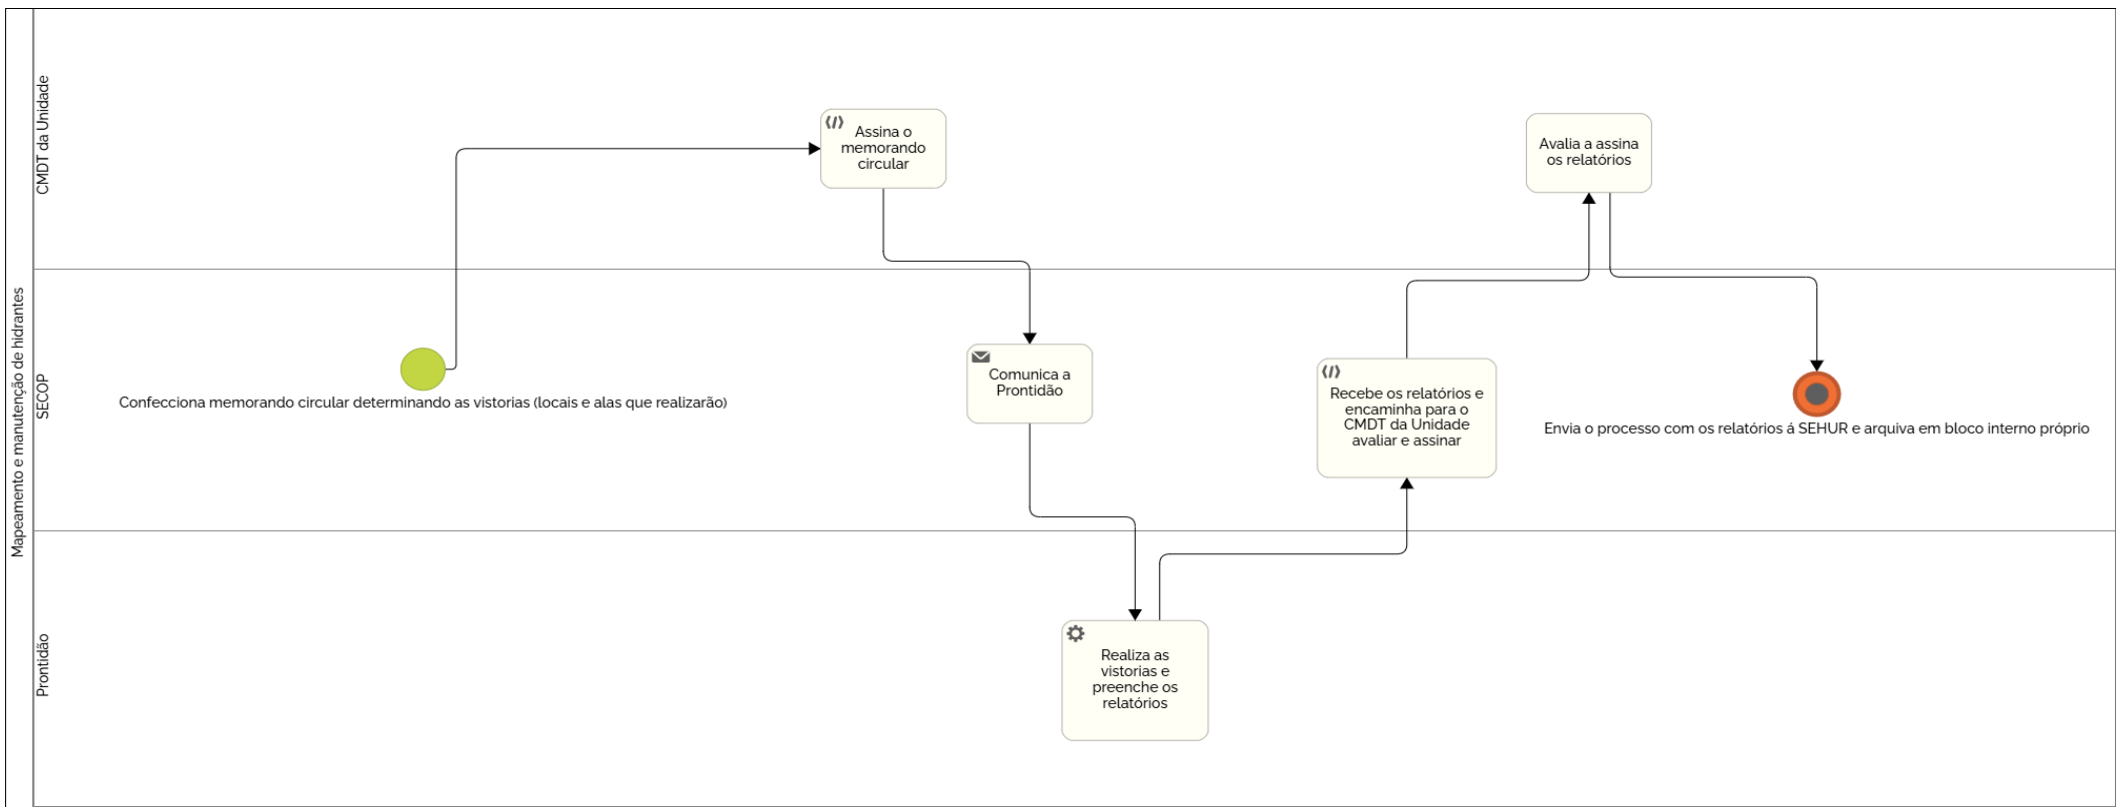 Mapeamento e manutenção de hidrantes
CMDT da Unidade
Assina o
memorando
circular
Avalia a assina
os relatórios
SECOP
Confecciona memorando circular determinando as vistorias (locais e alas que realizarão)
Comunica a
Prontidão
Recebe os relatórios e
encaminha para o
CMDT da Unidade
avaliar e assinar
Envia o processo com os relatórios á SEHUR e arquiva em bloco interno próprio
Prontidão
Realiza as
vistorias e
preenche os
relatórios